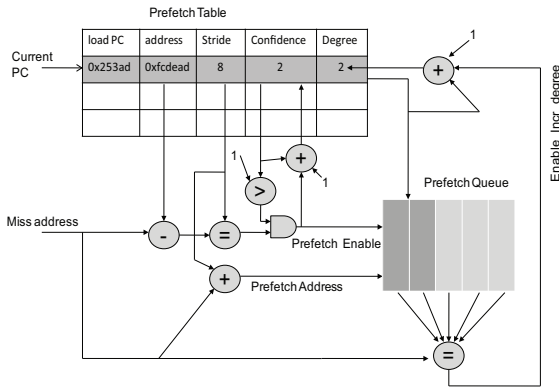 Prefetch Table
load PC address Stride Confidence Degree
0x253ad 0xfcdead 8 2 2
Current
PC
1
+
Enable Incr degree
1
+
1
>
Prefetch Queue
Miss address
-
=
Prefetch Enable
+
Prefetch Address
=